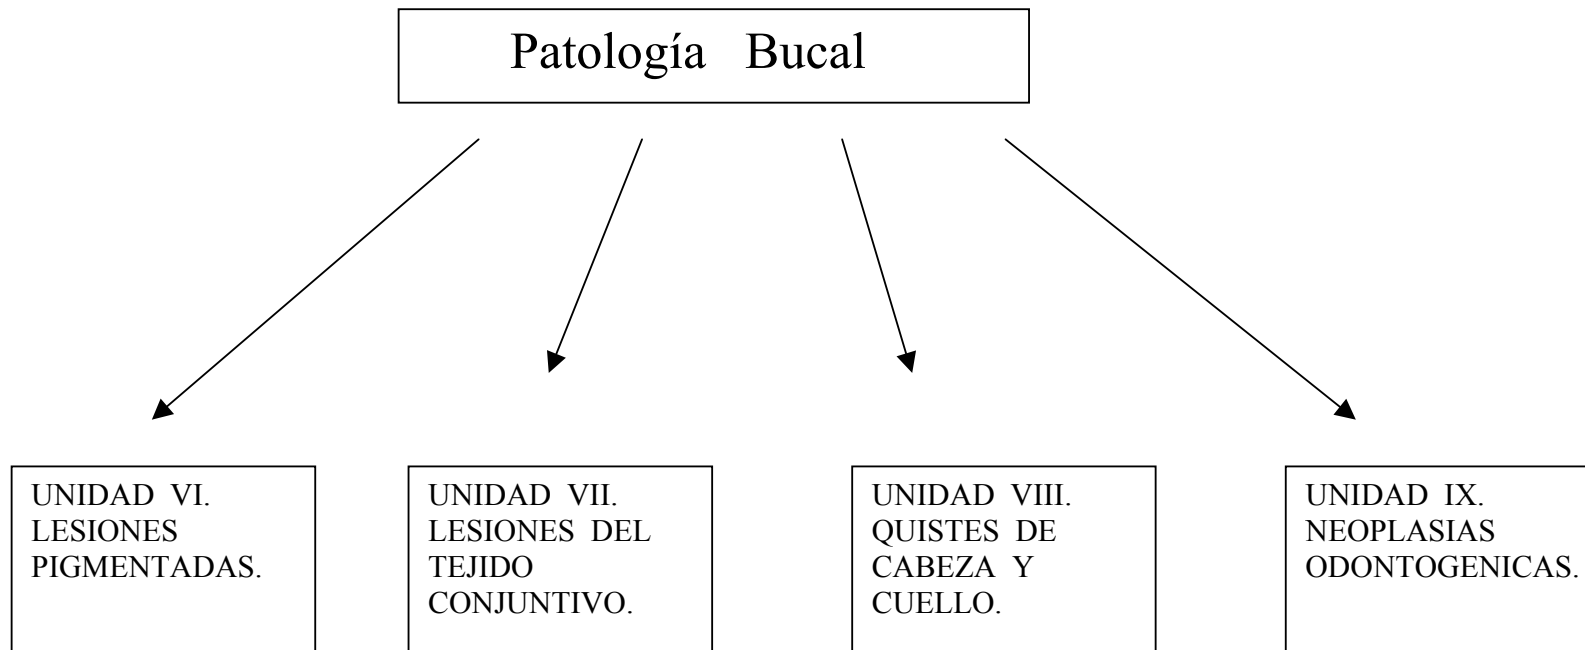 Patología Bucal
UNIDAD VI.
LESIONES
PIGMENTADAS.
UNIDAD VII.
LESIONES DEL
TEJIDO
CONJUNTIVO.
UNIDAD VIII.
QUISTES DE
CABEZA Y
CUELLO.
UNIDAD IX.
NEOPLASIAS
ODONTOGENICAS.